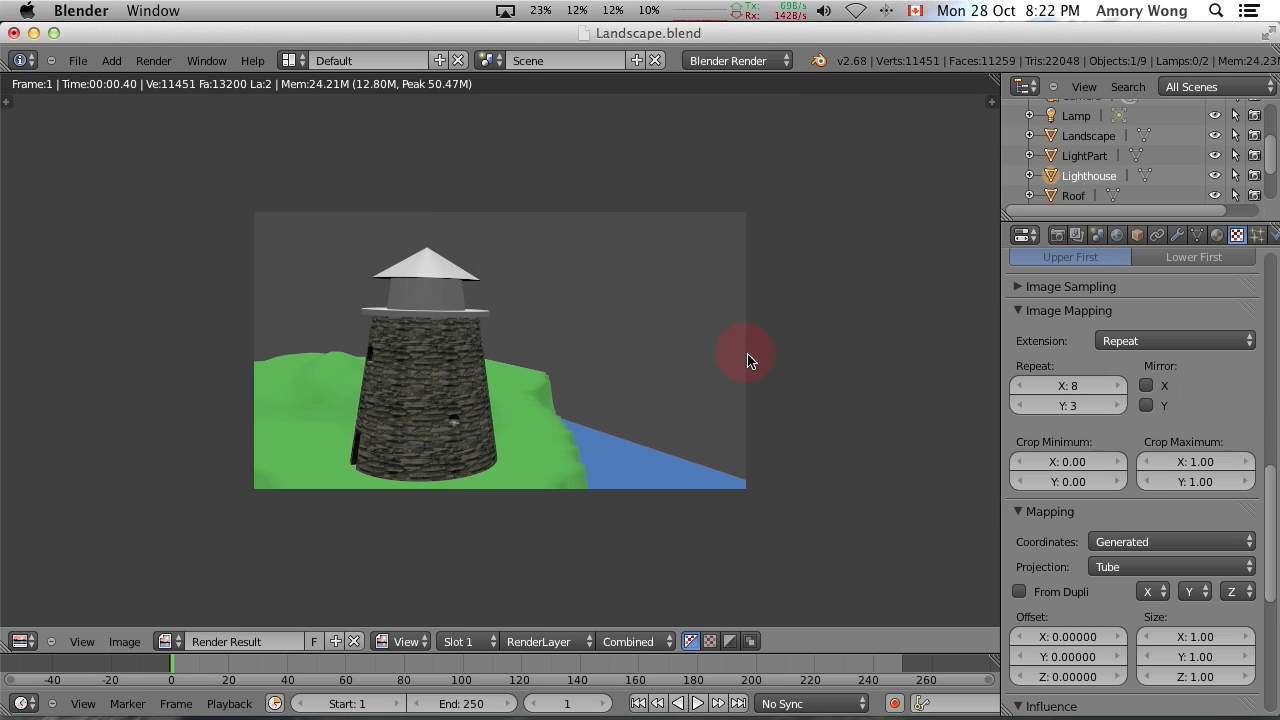 Blender Window 23% 12% 12% 10% Tx: 69B/s Rx: 142B/s Mon 28 Oct 8:22 PM Amory Wong
Landscape.blend
File Add Render Window Help Default Scene Blender Render v2.68 | Verts:11451 | Faces:11259 | Tris:22048 | Objects:1/9 | Lamps:0/2 | Mem:24.23
Frame:1 | Time:00:00.40 | Ve:11451 Fa:13200 La:2 | Mem:24.21M (12.80M, Peak 50.47M)
View Search All Scenes
Lamp
Landscape
LightPart
Lighthouse
Roof
Upper First Lower First
Image Sampling
Image Mapping
Extension: Repeat
Repeat: Mirror:
X: 8 X
Y: 3 Y
Crop Minimum: Crop Maximum:
X: 0.00 X: 1.00
Y: 0.00 Y: 1.00
Mapping
Coordinates: Generated
Projection: Tube
From Dupli X Y Z
Offset: Size:
X: 0.00000 X: 1.00
Y: 0.00000 Y: 1.00
Z: 0.00000 Z: 1.00
Influence
View Image Render Result F View Slot 1 RenderLayer Combined
-40 -20 0 20 40 60 80 100 120 140 160 180 200 220 240 260
View Marker Frame Playback Start: 1 End: 250 1 No Sync